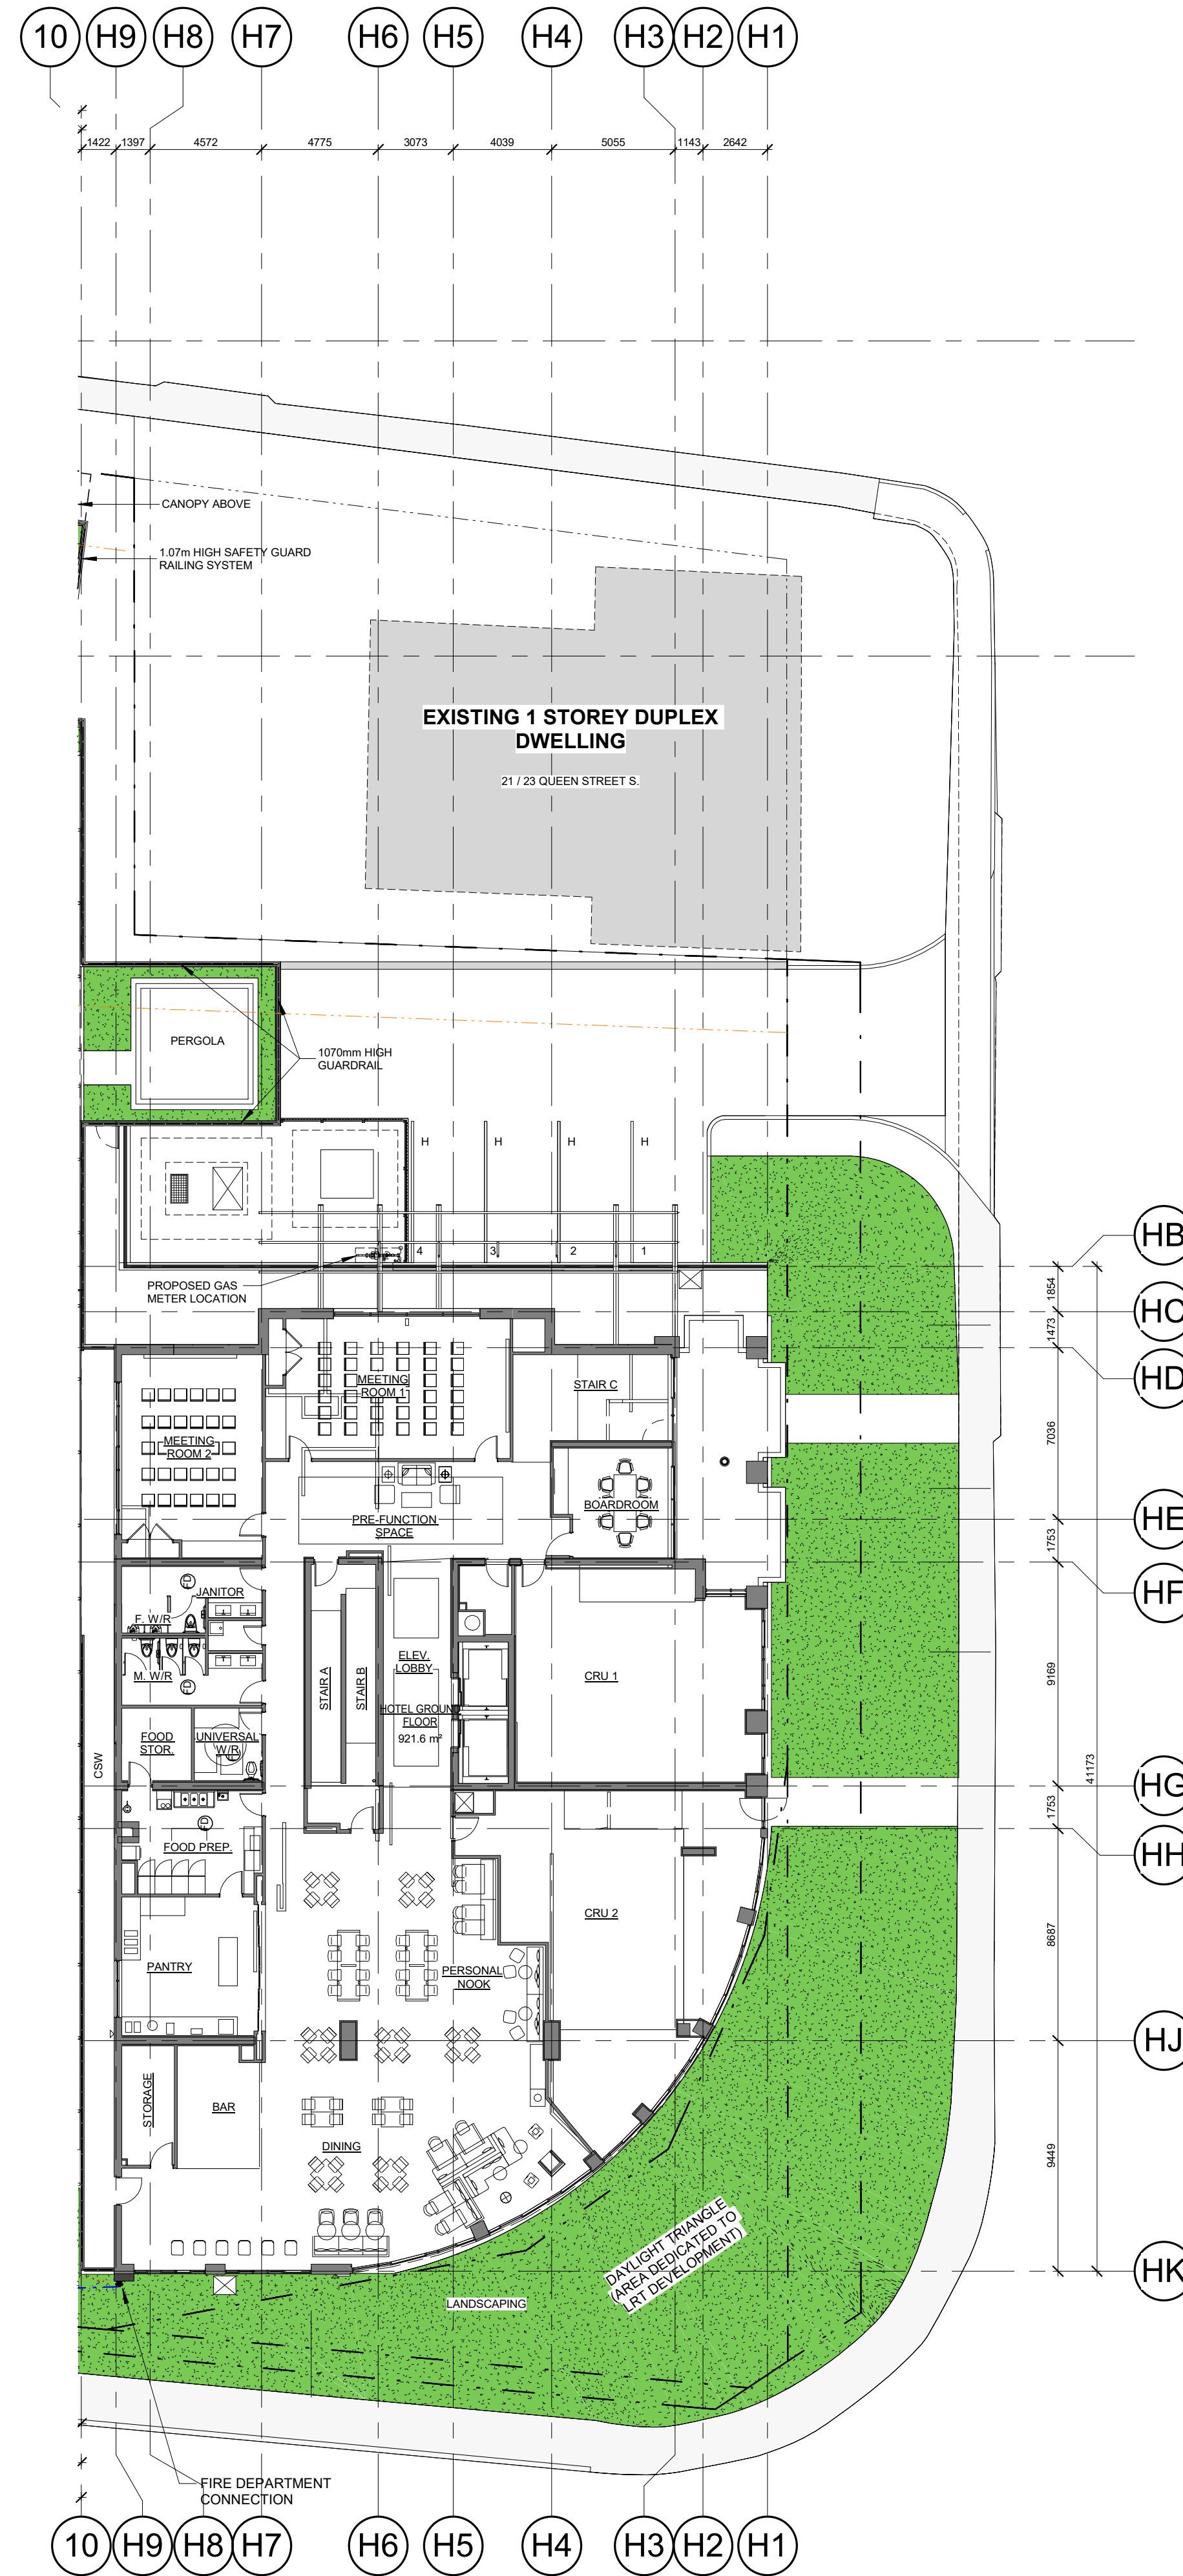 10 H9 H8 H7 H6 H5 H4 H3 H2 H1
1422 1397 4572 4775 3073 4039 5055 1143 2642
CANOPY ABOVE
1.07m HIGH SAFETY GUARD
RAILING SYSTEM
EXISTING 1 STOREY DUPLEX
DWELLING
21 / 23 QUEEN STREET S.
PERGOLA
1070mm HIGH
GUARDRAIL
H H H H
4 3 2 1
PROPOSED GAS
METER LOCATION
HB
1854
HC
1473
HD
MEETING
ROOM 1
STAIR C
MEETING
ROOM 2
7036
BOARDROOM
PRE-FUNCTION
SPACE
HE
1753
HF
FD
JANITOR
F. W/R
M. W/R
FD
STAIR A
STAIR B
ELEV.
LOBBY
CRU 1
9169
HOTEL GROUND
FLOOR
921.6 m²
FOOD
STOR.
UNIVERSAL
W/R
CSW
41173
HG
1753
HH
FD
FOOD PREP.
CRU 2
8687
PANTRY
PERSONAL
NOOK
HJ
STORAGE
BAR
DINING
9449
DAYLIGHT TRIANGLE
(AREA DEDICATED TO
LRT DEVELOPMENT)
HK
LANDSCAPING
FIRE DEPARTMENT
CONNECTION
10 H9 H8 H7 H6 H5 H4 H3 H2 H1